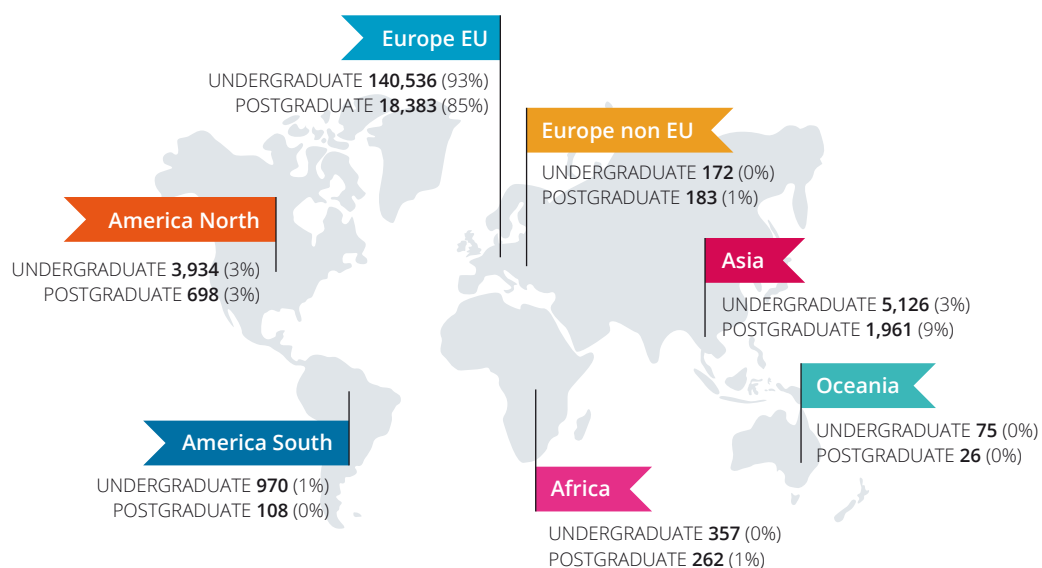 Europe EU
UNDERGRADUATE 140,536 (93%)
POSTGRADUATE 18,383 (85%)
Europe non EU
UNDERGRADUATE 172 (0%)
POSTGRADUATE 183 (1%)
America North
UNDERGRADUATE 3,934 (3%)
POSTGRADUATE 698 (3%)
Asia
UNDERGRADUATE 5,126 (3%)
POSTGRADUATE 1,961 (9%)
Oceania
UNDERGRADUATE 75 (0%)
POSTGRADUATE 26 (0%)
America South
UNDERGRADUATE 970 (1%)
POSTGRADUATE 108 (0%)
Africa
UNDERGRADUATE 357 (0%)
POSTGRADUATE 262 (1%)